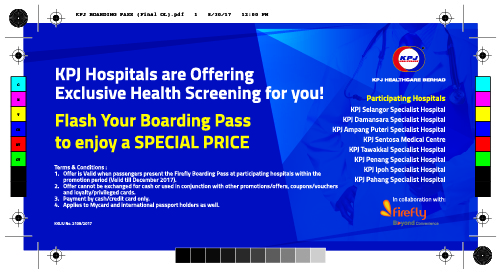 KPJ BOARDING PASS (Final OL).pdf 1 8/30/17 12:00 PM
KPJ Hospitals are Offering
Exclusive Health Screening for you!
Flash Your Boarding Pass
to enjoy a SPECIAL PRICE
Terms & Conditions :
1. Offer is Valid when passengers present the Firefly Boarding Pass at participating hospitals within the
promotion period (Valid till December 2017).
2. Offer cannot be exchanged for cash or used in conjunction with other promotions/offers, coupons/vouchers
and loyalty/privileged cards.
3. Payment by cash/credit card only.
4. Applies to Mycard and International passport holders as well.
KKLIU No. 2108/2017
KPJ
KPJ HEALTHCARE BERHAD
Participating Hospitals
KPJ Selangor Specialist Hospital
KPJ Damansara Specialist Hospital
KPJ Ampang Puteri Specialist Hospital
KPJ Sentosa Medical Centre
KPJ Tawakkal Specialist Hospital
KPJ Penang Specialist Hospital
KPJ Ipoh Specialist Hospital
KPJ Pahang Specialist Hospital
In collaboration with:
firefly
Beyond Convenience
C
M
Y
CM
MY
CY